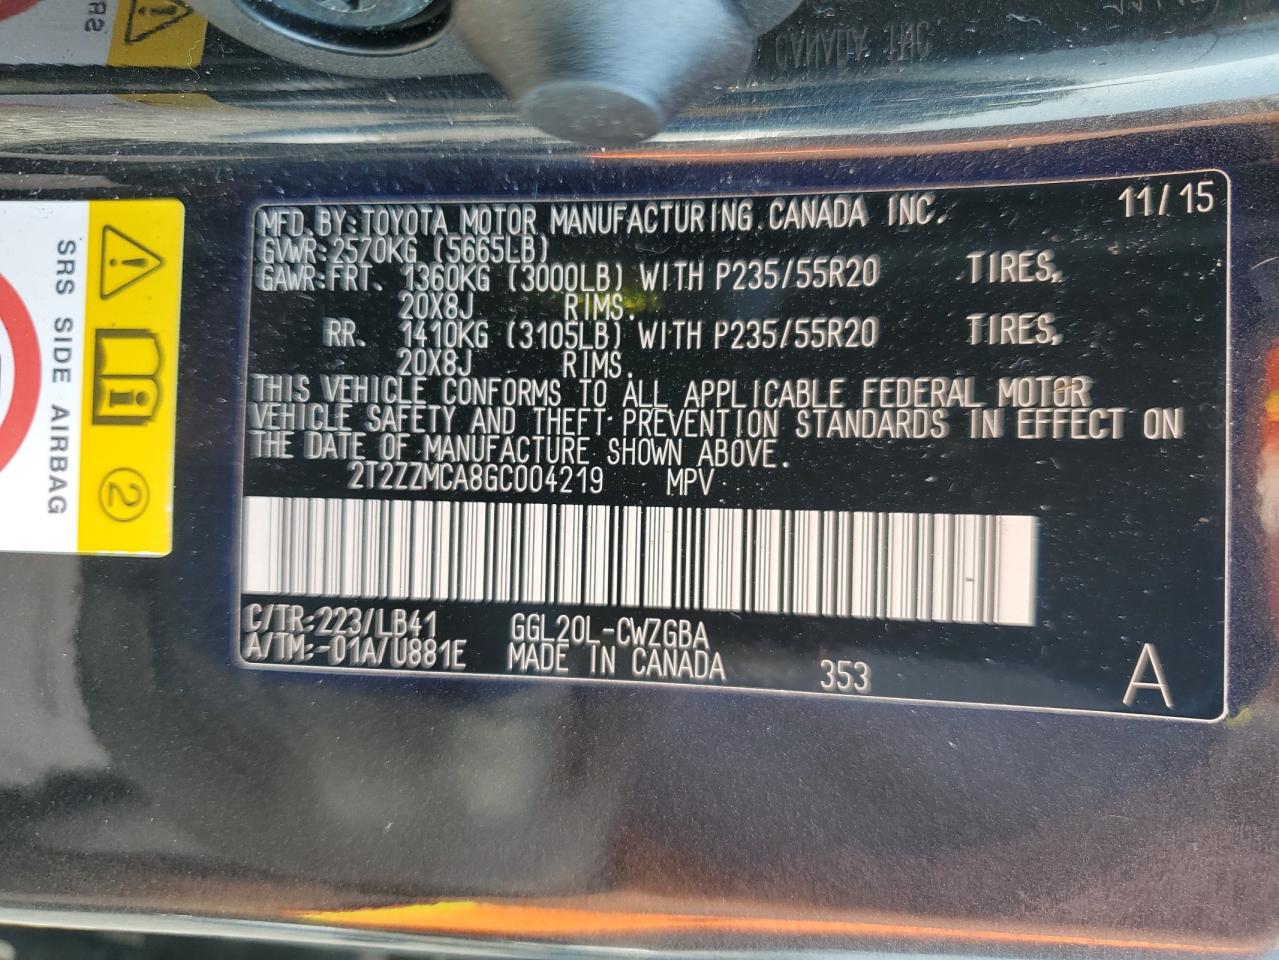 MFD. BY: TOYOTA MOTOR MANUFACTURING CANADA INC. 11/15
GVWR: 2570KG (5665LB)
GAWR: FRT. 1360KG (3000LB) WITH P235/55R20 TIRES,
20X8J RIMS.
RR. 1410KG (3105LB) WITH P235/55R20 TIRES,
20X8J RIMS.
THIS VEHICLE CONFORMS TO ALL APPLICABLE FEDERAL MOTOR
VEHICLE SAFETY AND THEFT PREVENTION STANDARDS IN EFFECT ON
THE DATE OF MANUFACTURE SHOWN ABOVE.
2T2ZZMCA8GC004219 MPV
C/TR: 223/LB41 GGL20L-CWZGBA
A/TM: -01A/U881E MADE IN CANADA 353 A
SRS SIDE AIRBAG
2